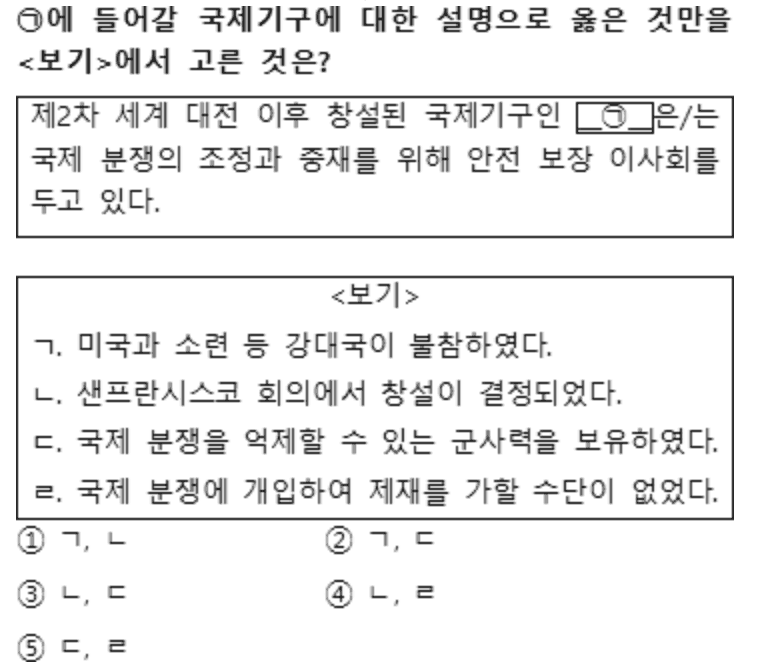 ㉠에 들어갈 국제기구에 대한 설명으로 옳은 것만을
<보기>에서 고른 것은?
제2차 세계 대전 이후 창설된 국제기구인 ㉠은/는
국제 분쟁의 조정과 중재를 위해 안전 보장 이사회를
두고 있다.
<보기>
ㄱ. 미국과 소련 등 강대국이 불참하였다.
ㄴ. 샌프란시스코 회의에서 창설이 결정되었다.
ㄷ. 국제 분쟁을 억제할 수 있는 군사력을 보유하였다.
ㄹ. 국제 분쟁에 개입하여 제재를 가할 수단이 없었다.
① ㄱ, ㄴ ② ㄱ, ㄷ
③ ㄴ, ㄷ ④ ㄴ, ㄹ
⑤ ㄷ, ㄹ